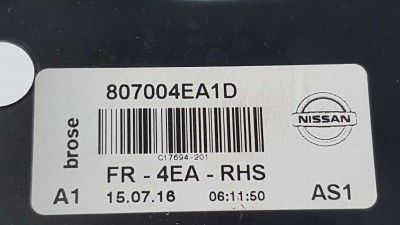 807004EA1D
brose
NISSAN
C17694-201
FR - 4EA - RHS
A1 15.07.16 06:11:50 AS1